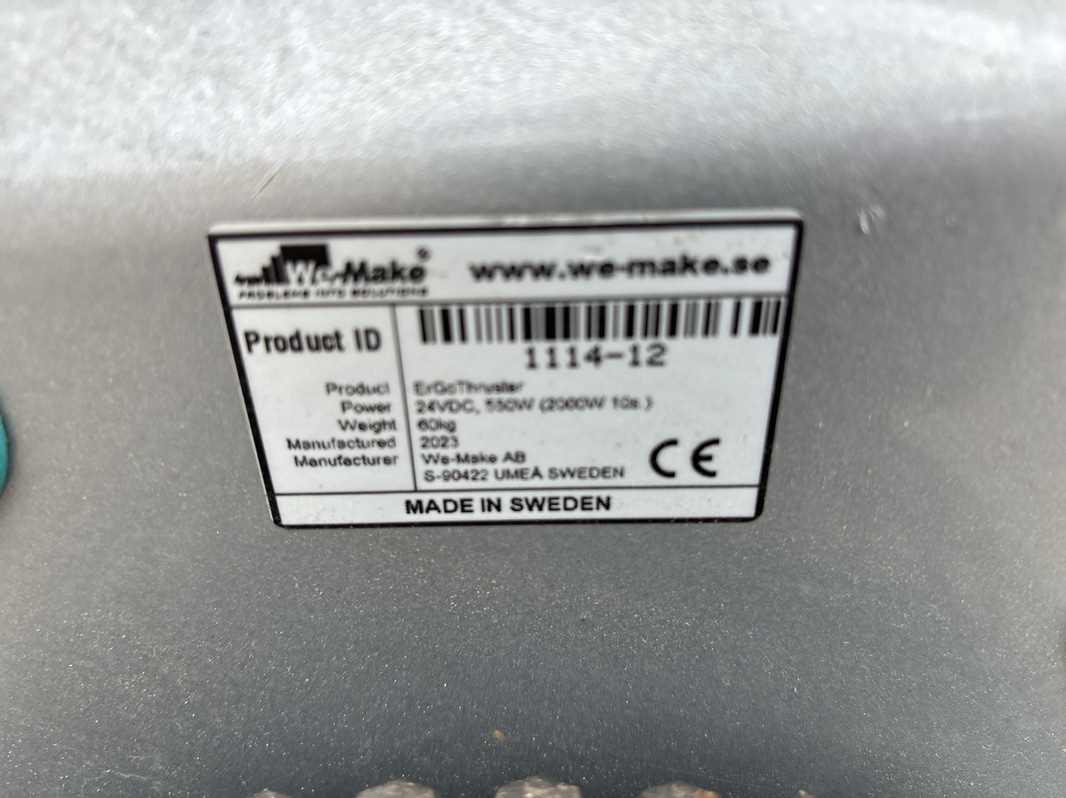 We-Make® www.we-make.se
PROBLEMS INTO SOLUTIONS
Product ID
1114-12
Product ErGoThruster
Power 24VDC, 550W (2000W 10s.)
Weight 60kg
Manufactured 2023
Manufacturer We-Make AB
S-90422 UMEÅ SWEDEN
CE
MADE IN SWEDEN